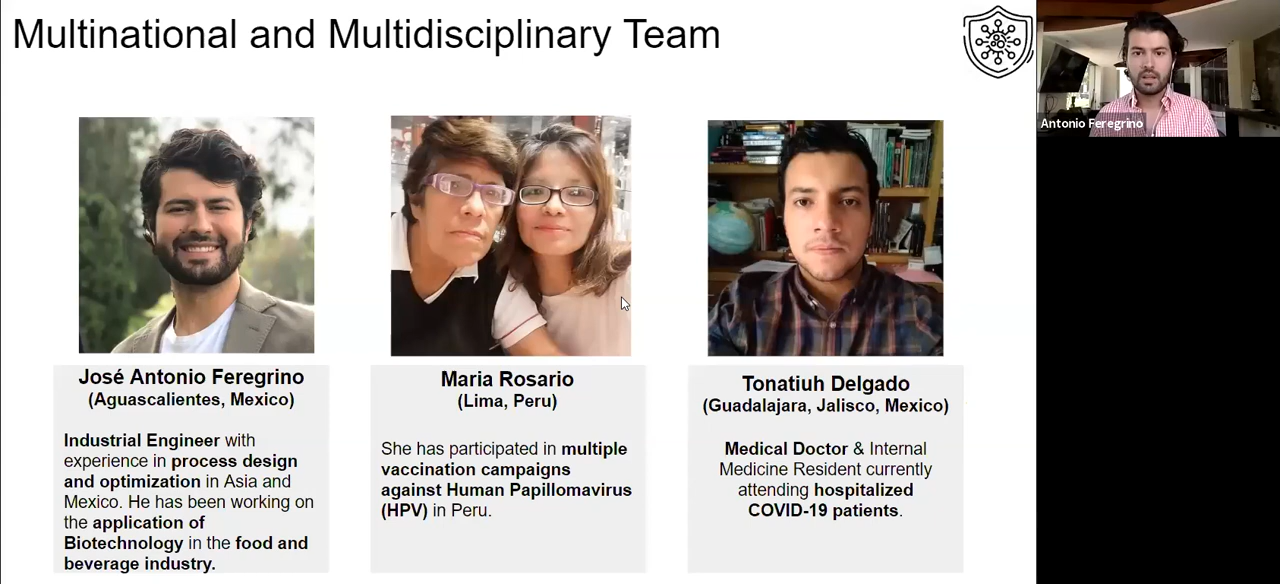 Multinational and Multidisciplinary Team
Antonio Feregrino
José Antonio Feregrino
(Aguascalientes, Mexico)
Industrial Engineer with
experience in process design
and optimization in Asia and
Mexico. He has been working on
the application of
Biotechnology in the food and
beverage industry.
Maria Rosario
(Lima, Peru)
She has participated in multiple
vaccination campaigns
against Human Papillomavirus
(HPV) in Peru.
Tonatiuh Delgado
(Guadalajara, Jalisco, Mexico)
Medical Doctor & Internal
Medicine Resident currently
attending hospitalized
COVID-19 patients.